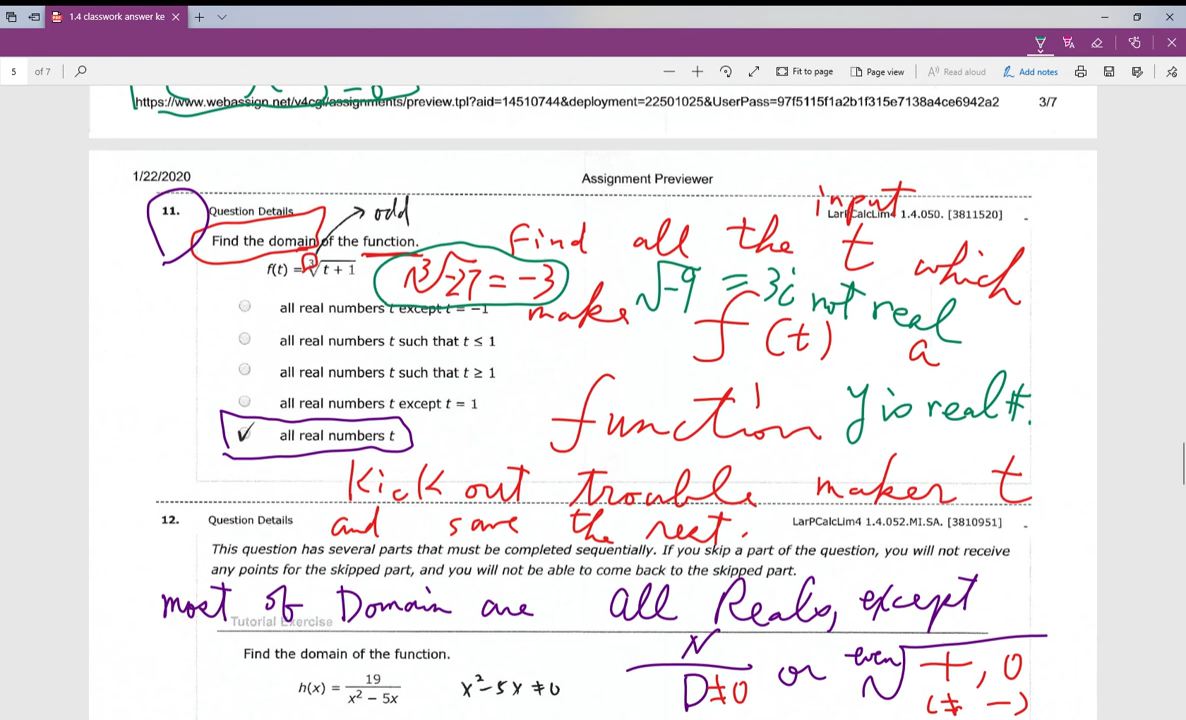 1.4 classwork answer ke
5 of 7 Fit to page Page view Read aloud Add notes
= 0
https://www.webassign.net/v4cgi/assignments/preview.tpl?aid=14510744&deployment=22501025&UserPass=97f5115f1a2b1f315e7138a4ce6942a2 3/7
1/22/2020 Assignment Previewer
input
11. Question Details odd LarPCalcLim4 1.4.050. [3811520]
Find the domain of the function.
Find all the t which
f(t) = ∛t + 1
∛-27 = -3
√-9 = 3i not real
all real numbers t except t = −1
make f(t) a
all real numbers t such that t ≤ 1
all real numbers t such that t ≥ 1
all real numbers t except t = 1
function y is real #.
✓ all real numbers t
Kick out trouble maker t
12. Question Details LarPCalcLim4 1.4.052.MI.SA. [3810951]
and save the rest.
This question has several parts that must be completed sequentially. If you skip a part of the question, you will not receive
any points for the skipped part, and you will not be able to come back to the skipped part.
most of Domain are all Reals, except
Tutorial Exercise
Find the domain of the function.
N/D≠0 or even√+, 0
h(x) = 19/(x² − 5x) x²-5x ≠0
(≠ -)